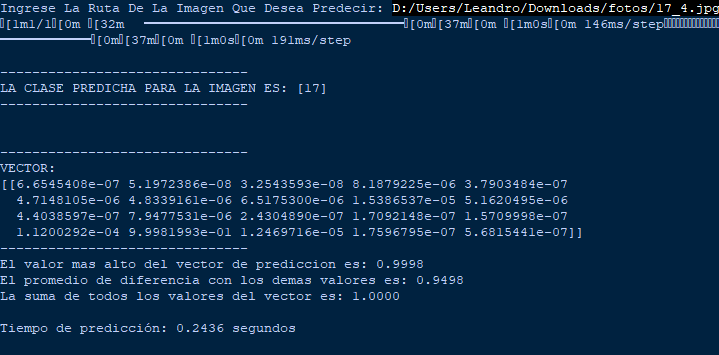 Ingrese La Ruta De La Imagen Que Desea Predecir: D:/Users/Leandro/Downloads/fotos/17_4.jpg
[1m1/1[0m [32m ━━━━━━━━━━━━━━━━━━━━[0m[37m[0m [1m0s[0m 146ms/step
━━━━━━━━━━[0m[37m[0m [1m0s[0m 191ms/step
-------------------------------
LA CLASE PREDICHA PARA LA IMAGEN ES: [17]
-------------------------------
-------------------------------
VECTOR:
[[6.6545408e-07 5.1972386e-08 3.2543593e-08 8.1879225e-06 3.7903484e-07
4.7148105e-06 4.8339161e-06 6.5175300e-06 1.5386537e-05 5.1620495e-06
4.4038597e-07 7.9477531e-06 2.4304890e-07 1.7092148e-07 1.5709998e-07
1.1200292e-04 9.9981993e-01 1.2469716e-05 1.7596795e-07 5.6815441e-07]]
-------------------------------
El valor mas alto del vector de prediccion es: 0.9998
El promedio de diferencia con los demas valores es: 0.9498
La suma de todos los valores del vector es: 1.0000
Tiempo de predicción: 0.2436 segundos